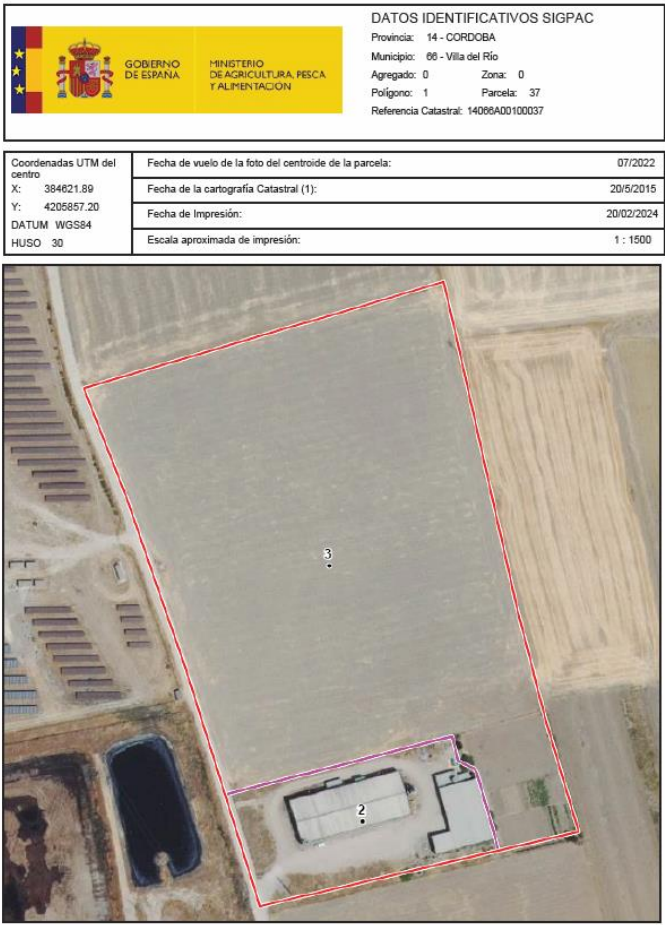 GOBIERNO
DE ESPAÑA
MINISTERIO
DE AGRICULTURA, PESCA
Y ALIMENTACIÓN
DATOS IDENTIFICATIVOS SIGPAC
Provincia: 14 - CORDOBA
Municipio: 66 - Villa del Río
Agregado: 0 Zona: 0
Polígono: 1 Parcela: 37
Referencia Catastral: 14066A00100037
Coordenadas UTM del
centro
X: 384621.89
Y: 4205857.20
DATUM WGS84
HUSO 30
Fecha de vuelo de la foto del centroide de la parcela: 07/2022
Fecha de la cartografía Catastral (1): 20/5/2015
Fecha de Impresión: 20/02/2024
Escala aproximada de impresión: 1 : 1500
3
2